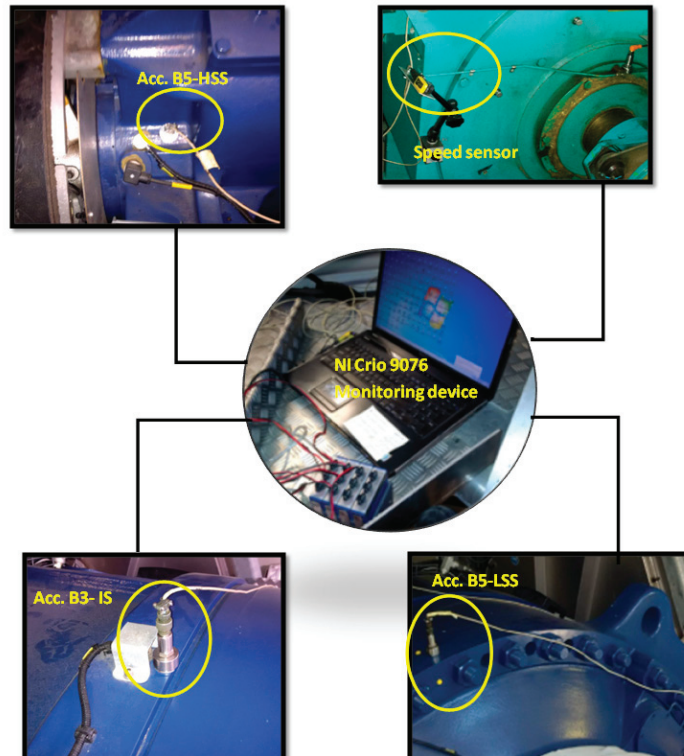 Acc. B5-HSS
Speed sensor
NI Crio 9076
Monitoring device
Acc. B3- IS
Acc. B5-LSS